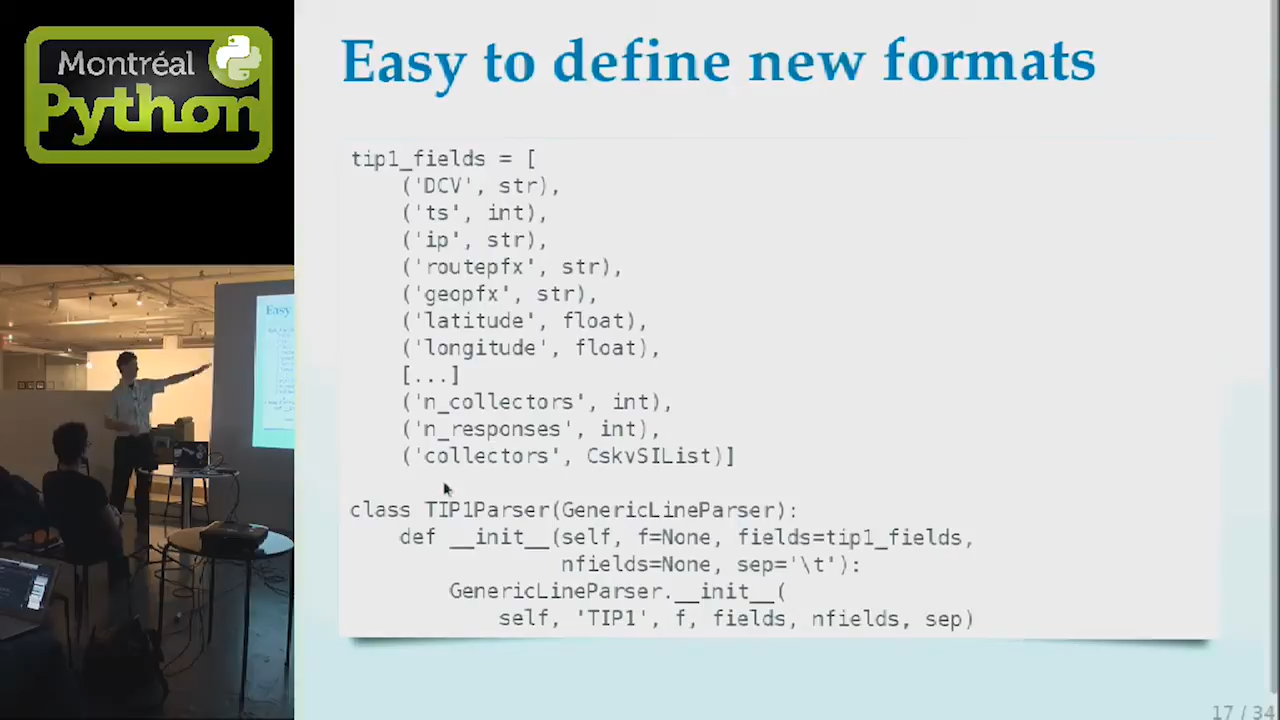 Montréal
Python
Easy to define new formats
tip1_fields = [
('DCV', str),
('ts', int),
('ip', str),
('routepfx', str),
('geopfx', str),
('latitude', float),
('longitude', float),
[...]
('n_collectors', int),
('n_responses', int),
('collectors', CskvSIList)]
class TIP1Parser(GenericLineParser):
def __init__(self, f=None, fields=tip1_fields,
nfields=None, sep='\t'):
GenericLineParser.__init__(
self, 'TIP1', f, fields, nfields, sep)
17 / 34
Easy